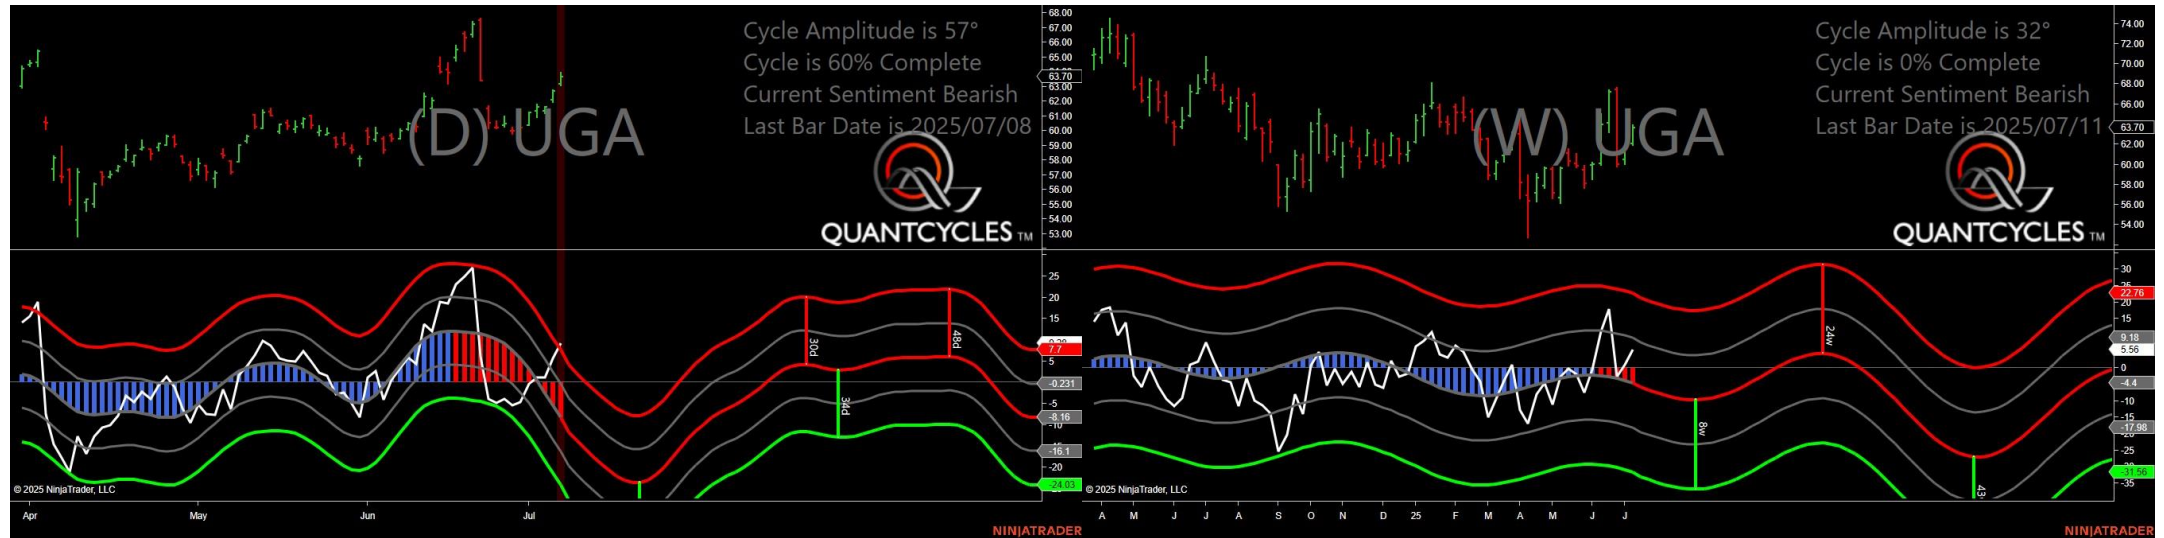 Cycle Amplitude is 57°
Cycle is 60% Complete
Current Sentiment Bearish
Last Bar Date is 2025/07/08
(D) UGA
QUANTCYCLES TM
68.00
67.00
66.00
65.00
63.70
63.00
62.00
61.00
60.00
59.00
58.00
57.00
56.00
55.00
54.00
53.00
25
20
15
7.7
5
-0.231
-5
-8.16
-10
-16.1
-20
-24.03
30d
34d
48d
© 2025 NinjaTrader, LLC
Apr May Jun Jul
NINJATRADER
Cycle Amplitude is 32°
Cycle is 0% Complete
Current Sentiment Bearish
Last Bar Date is 2025/07/11
(W) UGA
QUANTCYCLES TM
74.00
72.00
70.00
68.00
66.00
63.70
62.00
60.00
58.00
56.00
54.00
30
22.76
20
15
9.18
5.56
0
-4.4
-10
-15
-17.98
-25
-31.56
-35
8w
24w
43
© 2025 NinjaTrader, LLC
A M J J A S O N D 25 F M A M J J
NINJATRADER